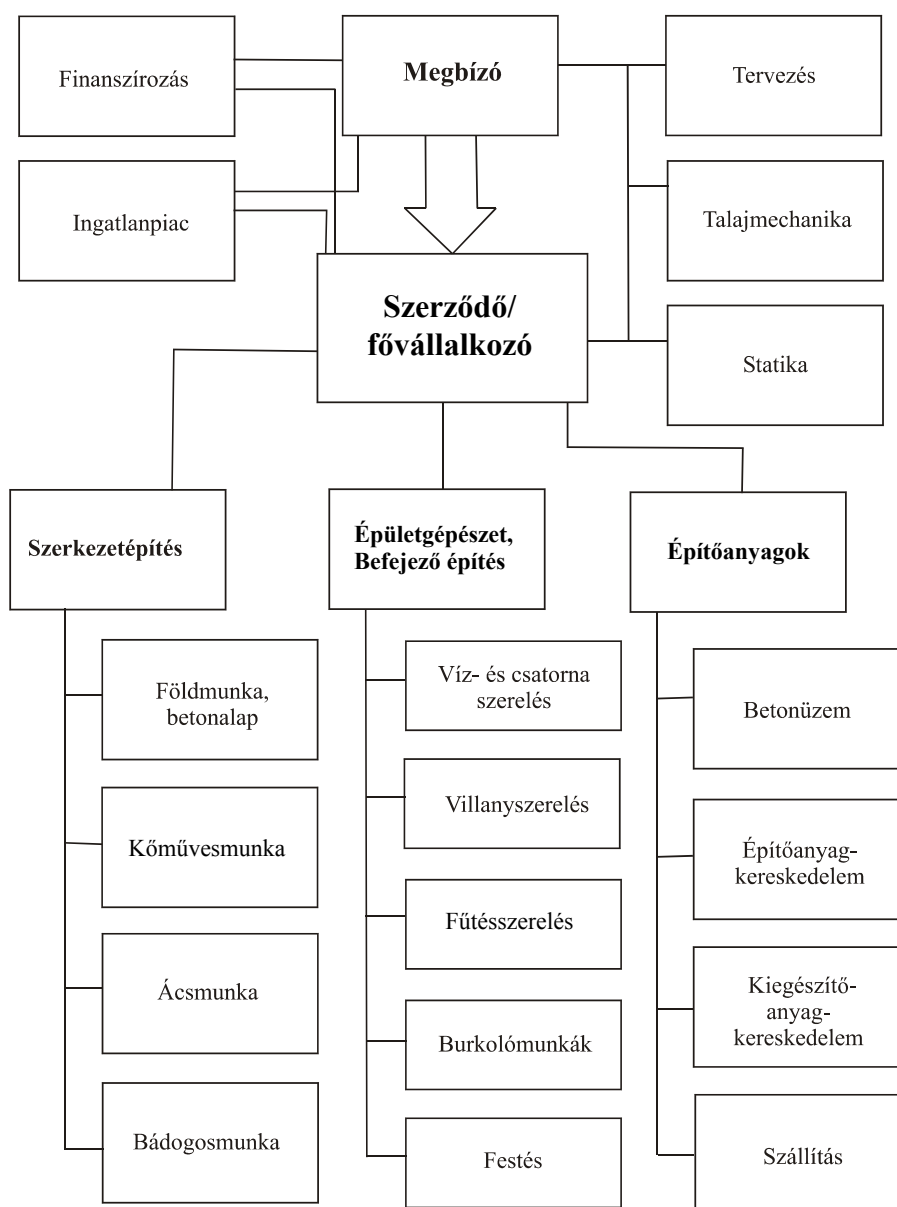 Finanszírozás
Megbízó
Tervezés
Ingatlanpiac
Talajmechanika
Szerződő/
fővállalkozó
Statika
Szerkezetépítés
Épületgépészet,
Befejező építés
Építőanyagok
Földmunka,
betonalap
Kőművesmunka
Ácsmunka
Bádogosmunka
Víz- és csatorna
szerelés
Villanyszerelés
Fűtésszerelés
Burkolómunkák
Festés
Betonüzem
Építőanyag-
kereskedelem
Kiegészítő-
anyag-
kereskedelem
Szállítás